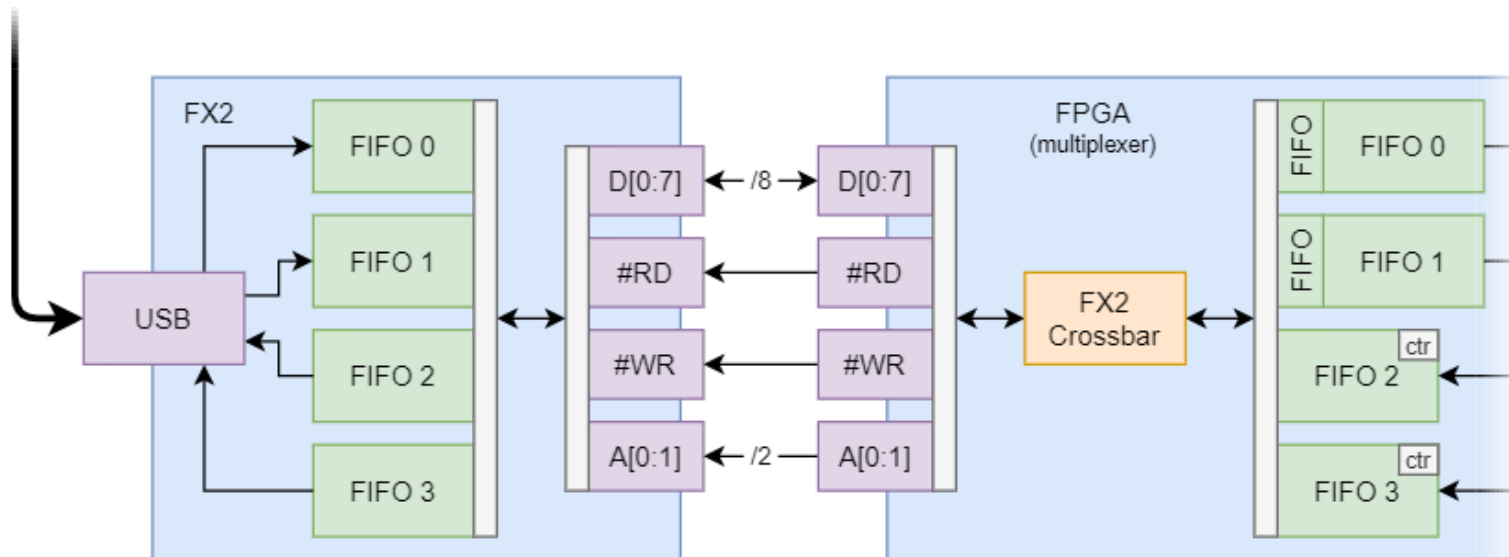 FX2
FIFO 0
FIFO 1
FIFO 2
FIFO 3
USB
D[0:7]
#RD
#WR
A[0:1]
/8
/2
D[0:7]
#RD
#WR
A[0:1]
FPGA
(multiplexer)
FX2
Crossbar
FIFO
FIFO 0
FIFO
FIFO 1
ctr
FIFO 2
ctr
FIFO 3